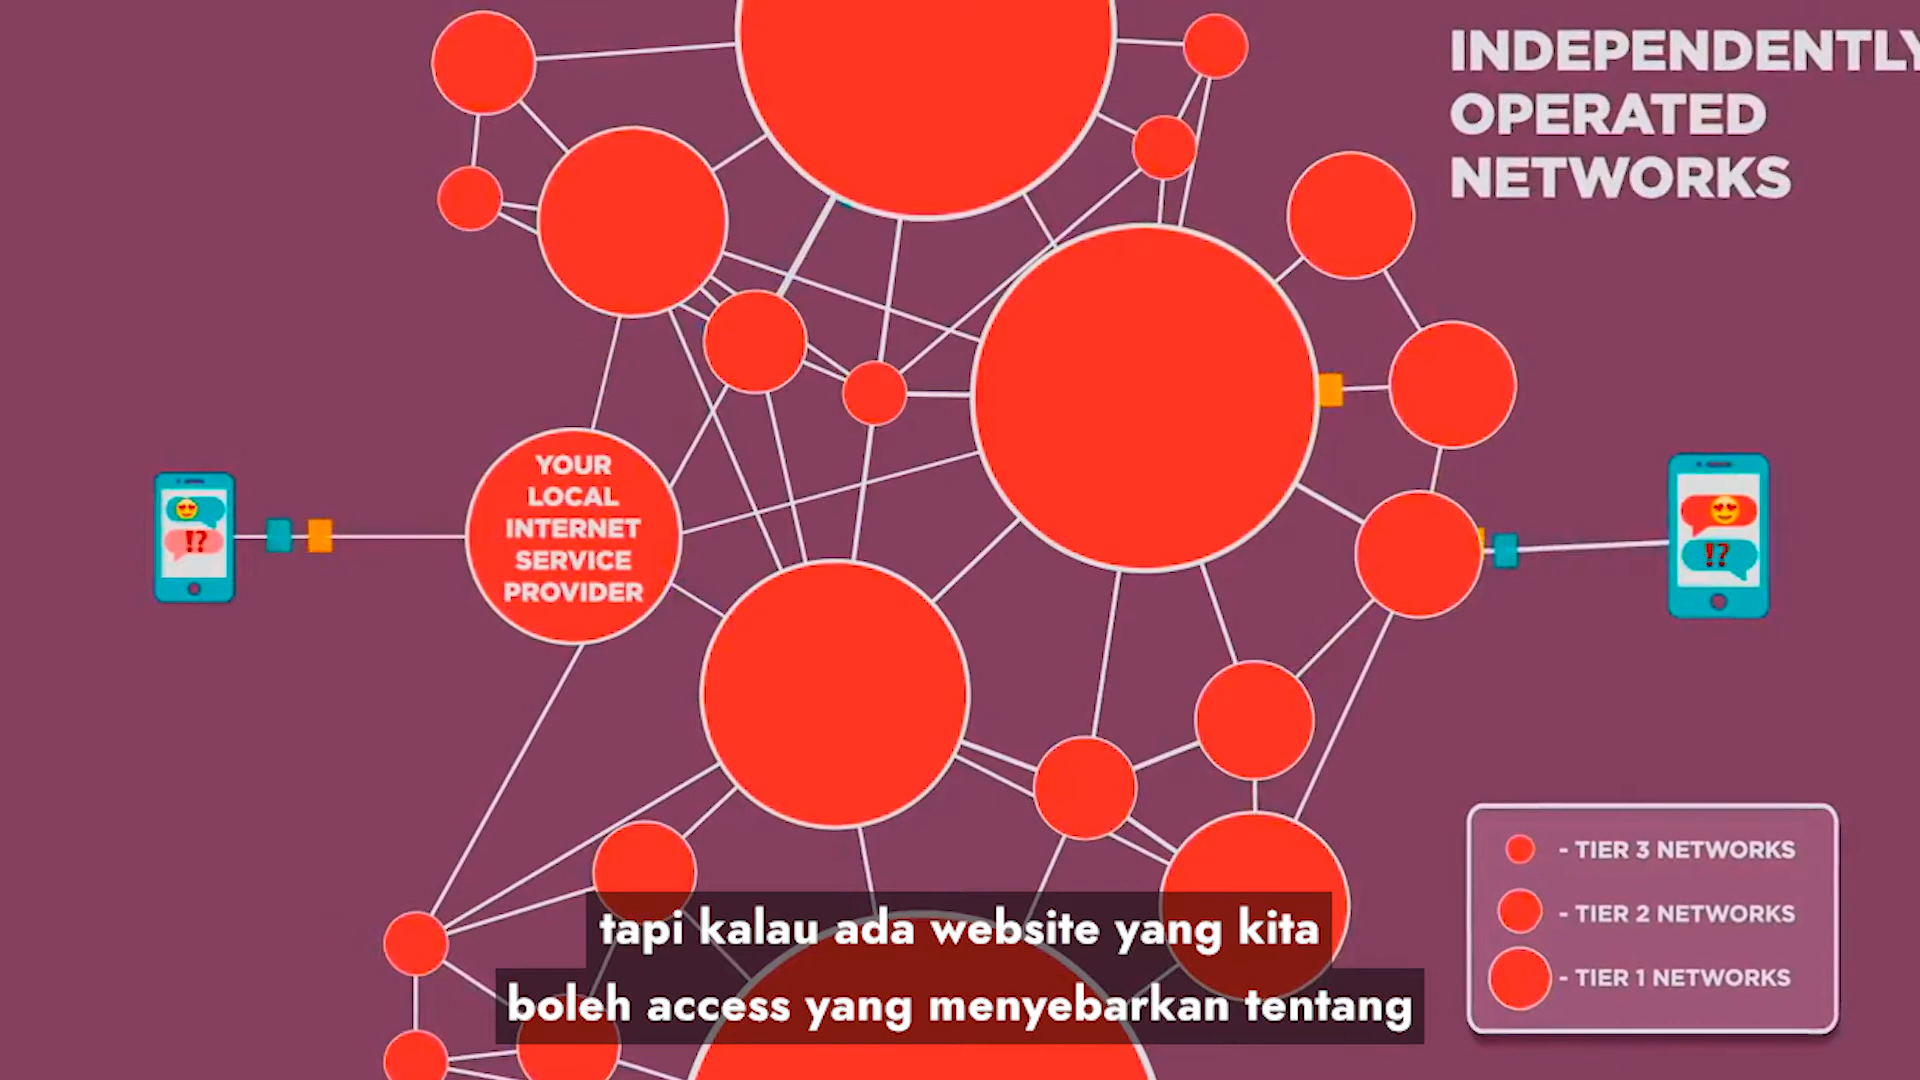 INDEPENDENTLY
OPERATED
NETWORKS
YOUR
LOCAL
INTERNET
SERVICE
PROVIDER
!?
!?
- TIER 3 NETWORKS
- TIER 2 NETWORKS
- TIER 1 NETWORKS
tapi kalau ada website yang kita
boleh access yang menyebarkan tentang